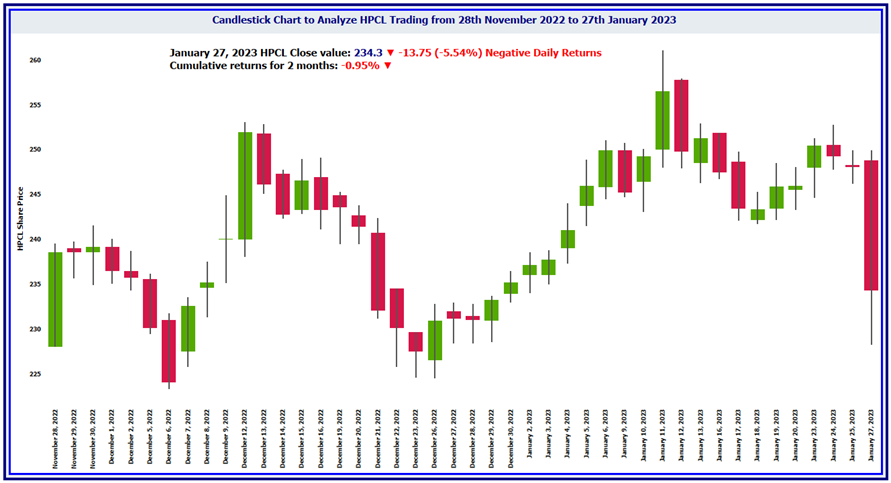 Candlestick Chart to Analyze HPCL Trading from 28th November 2022 to 27th January 2023
January 27, 2023 HPCL Close value: 234.3 ▼ -13.75 (-5.54%) Negative Daily Returns
Cumulative returns for 2 months: -0.95% ▼
HPCL Share Price
260
255
250
245
240
235
230
225
November 28, 2022
November 29, 2022
November 30, 2022
December 1, 2022
December 2, 2022
December 5, 2022
December 6, 2022
December 7, 2022
December 8, 2022
December 9, 2022
December 12, 2022
December 13, 2022
December 14, 2022
December 15, 2022
December 16, 2022
December 19, 2022
December 20, 2022
December 21, 2022
December 22, 2022
December 23, 2022
December 26, 2022
December 27, 2022
December 28, 2022
December 29, 2022
December 30, 2022
January 2, 2023
January 3, 2023
January 4, 2023
January 5, 2023
January 6, 2023
January 9, 2023
January 10, 2023
January 11, 2023
January 12, 2023
January 13, 2023
January 16, 2023
January 17, 2023
January 18, 2023
January 19, 2023
January 20, 2023
January 23, 2023
January 24, 2023
January 25, 2023
January 27, 2023